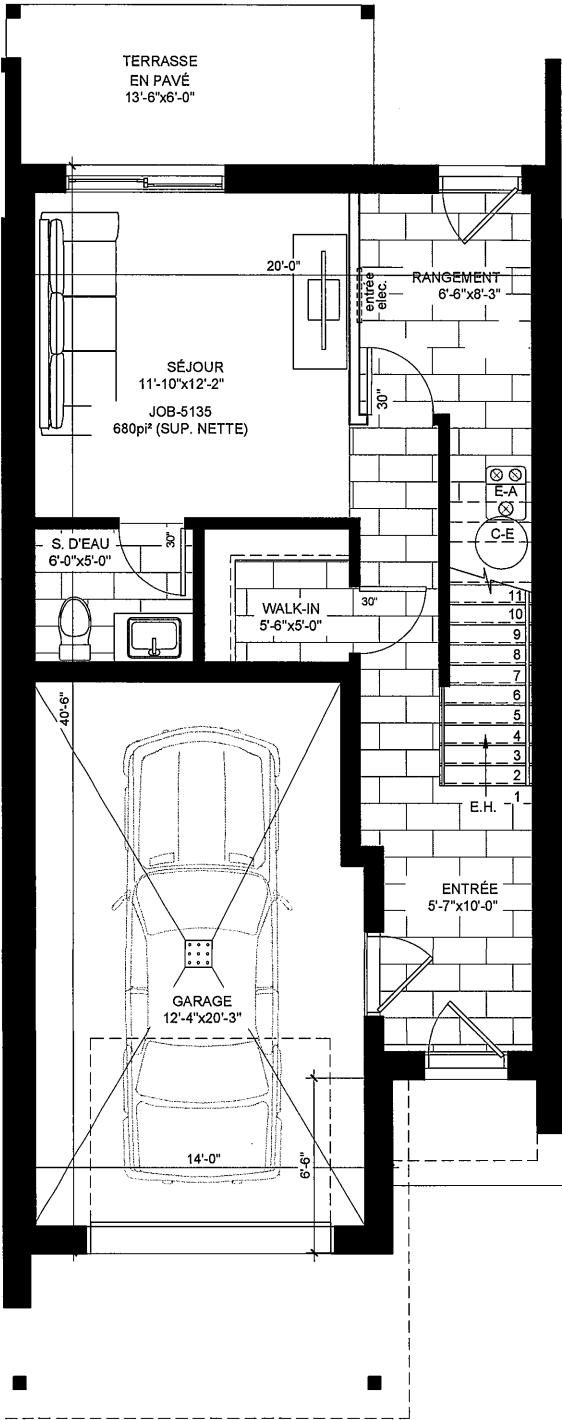 TERRASSE
EN PAVÉ
13'-6"x6'-0"
20'-0"
entrée
elec.
RANGEMENT
6'-6"x8'-3"
SÉJOUR
11'-10"x12'-2"
JOB-5135
680pi² (SUP. NETTE)
30"
E-A
C-E
S. D'EAU
6'-0"x5'-0"
30"
WALK-IN
5'-6"x5'-0"
30"
11
10
9
8
7
6
5
4
3
2
1
E.H.
40'-6"
ENTRÉE
5'-7"x10'-0"
GARAGE
12'-4"x20'-3"
14'-0"
6'-6"